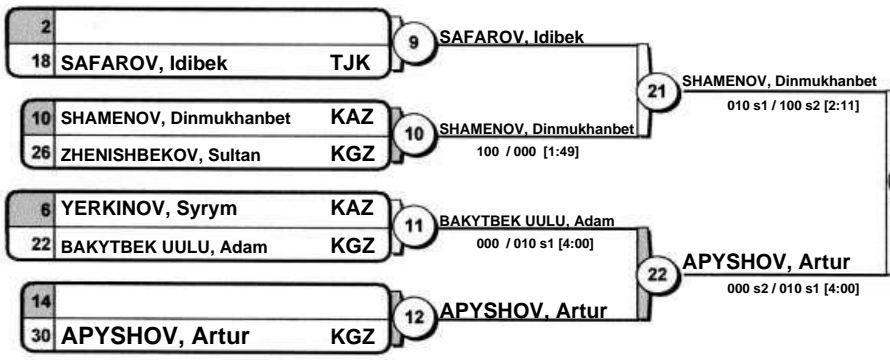 2
18 SAFAROV, Idibek TJK
9
SAFAROV, Idibek
10 SHAMENOV, Dinmukhanbet KAZ
26 ZHENISHBEKOV, Sultan KGZ
10
SHAMENOV, Dinmukhanbet
100 / 000 [1:49]
21
SHAMENOV, Dinmukhanbet
010 s1 / 100 s2 [2:11]
6 YERKINOV, Syrym KAZ
22 BAKYTBEK UULU, Adam KGZ
11
BAKYTBEK UULU, Adam
000 / 010 s1 [4:00]
14
30 APYSHOV, Artur KGZ
12
APYSHOV, Artur
22
APYSHOV, Artur
000 s2 / 010 s1 [4:00]